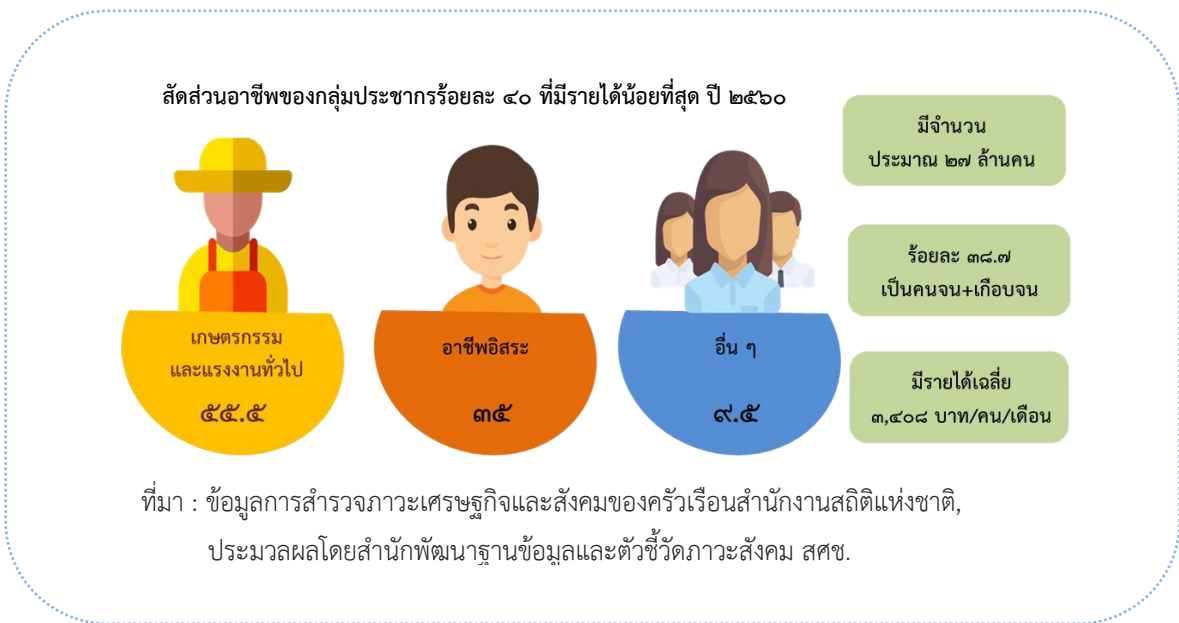 สัดส่วนอาชีพของกลุ่มประชากรร้อยละ ๔๐ ที่มีรายได้น้อยที่สุด ปี ๒๕๖๐
เกษตรกรรม
และแรงงานทั่วไป
๕๕.๕
อาชีพอิสระ
๓๕
อื่น ๆ
๙.๕
มีจำนวน
ประมาณ ๒๗ ล้านคน
ร้อยละ ๓๘.๗
เป็นคนจน+เกือบจน
มีรายได้เฉลี่ย
๓,๔๐๘ บาท/คน/เดือน
ที่มา : ข้อมูลการสำรวจภาวะเศรษฐกิจและสังคมของครัวเรือนสำนักงานสถิติแห่งชาติ,
ประมวลผลโดยสำนักพัฒนาฐานข้อมูลและตัวชี้วัดภาวะสังคม สศช.